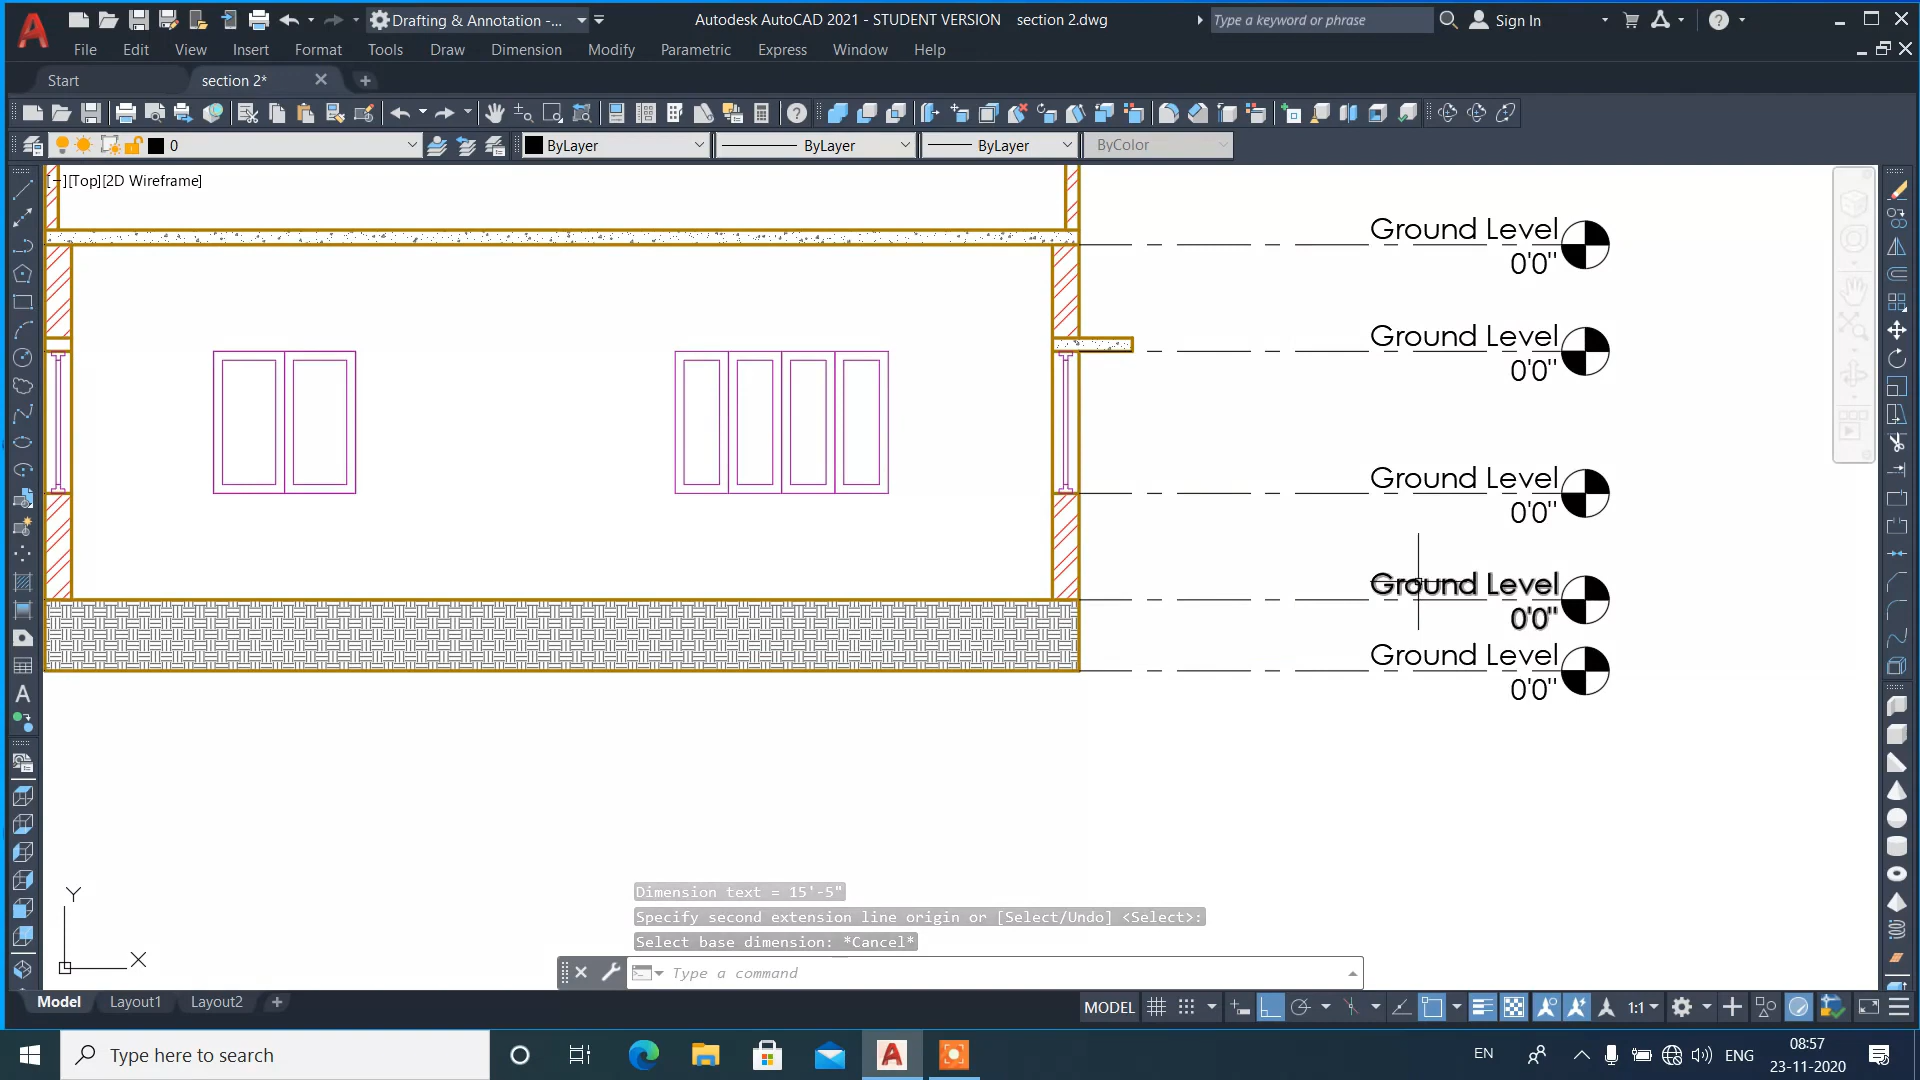 Drafting & Annotation -...
Autodesk AutoCAD 2021 - STUDENT VERSION section 2.dwg
Type a keyword or phrase
Sign In
File Edit View Insert Format Tools Draw Dimension Modify Parametric Express Window Help
Start
section 2*
0
ByLayer
ByLayer
ByLayer
ByColor
[−][Top][2D Wireframe]
Ground Level
0'0"
Ground Level
0'0"
Ground Level
0'0"
Ground Level
0'0"
Ground Level
0'0"
Y
X
Dimension text = 15'-5"
Specify second extension line origin or [Select/Undo] <Select>:
Select base dimension: *Cancel*
Type a command
Model Layout1 Layout2
MODEL
1:1
Type here to search
EN
ENG
08:57
23-11-2020